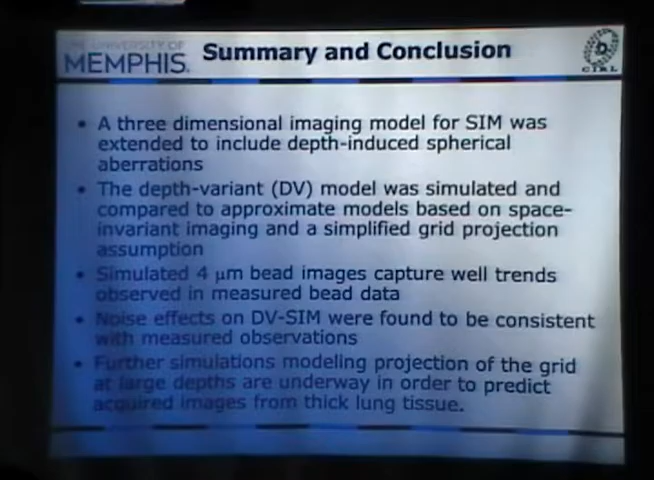 THE UNIVERSITY OF
MEMPHIS.
Summary and Conclusion
CIRL
• A three dimensional imaging model for SIM was
extended to include depth-induced spherical
aberrations
• The depth-variant (DV) model was simulated and
compared to approximate models based on space-
invariant imaging and a simplified grid projection
assumption
• Simulated 4 µm bead images capture well trends
observed in measured bead data
• Noise effects on DV-SIM were found to be consistent
with measured observations
• Further simulations modeling projection of the grid
at large depths are underway in order to predict
acquired images from thick lung tissue.